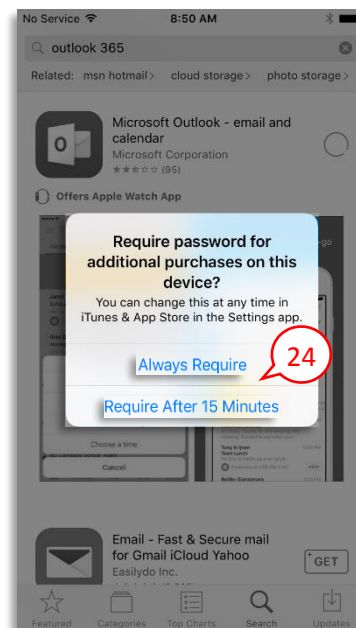 No Service 8:50 AM
outlook 365
Related: msn hotmail > cloud storage > photo storage >
Microsoft Outlook - email and
calendar
Microsoft Corporation
★★☆☆☆ (95)
Offers Apple Watch App
Require password for
additional purchases on this
device?
You can change this at any time in
iTunes & App Store in the Settings app.
Always Require
24
Require After 15 Minutes
Choose a time
Cancel
Email - Fast & Secure mail
for Gmail iCloud Yahoo
Easilydo Inc.
+ GET
Featured Categories Top Charts Search Updates